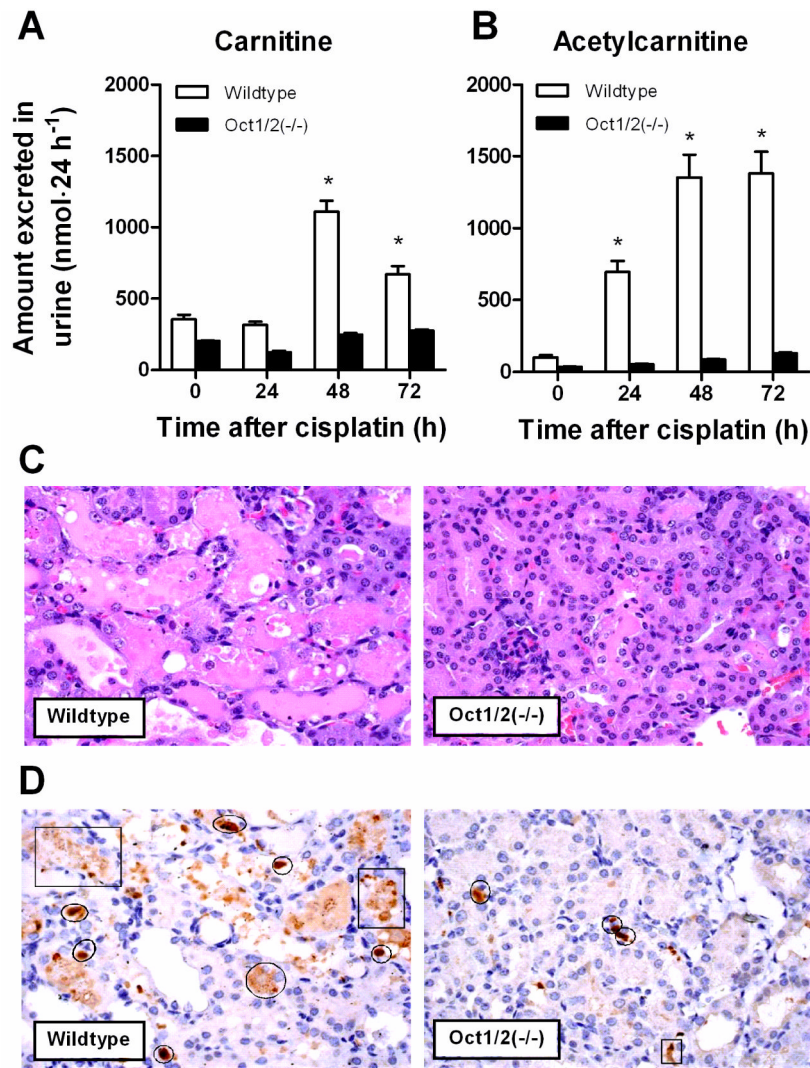 A
Carnitine
Amount excreted in
urine (nmol·24 h⁻¹)
2000
1500
1000
500
0
Wildtype
Oct1/2(-/-)
*
*
0 24 48 72
Time after cisplatin (h)
B
Acetylcarnitine
2000
1500
1000
500
0
Wildtype
Oct1/2(-/-)
*
*
*
0 24 48 72
Time after cisplatin (h)
C
Wildtype
Oct1/2(-/-)
D
Wildtype
Oct1/2(-/-)